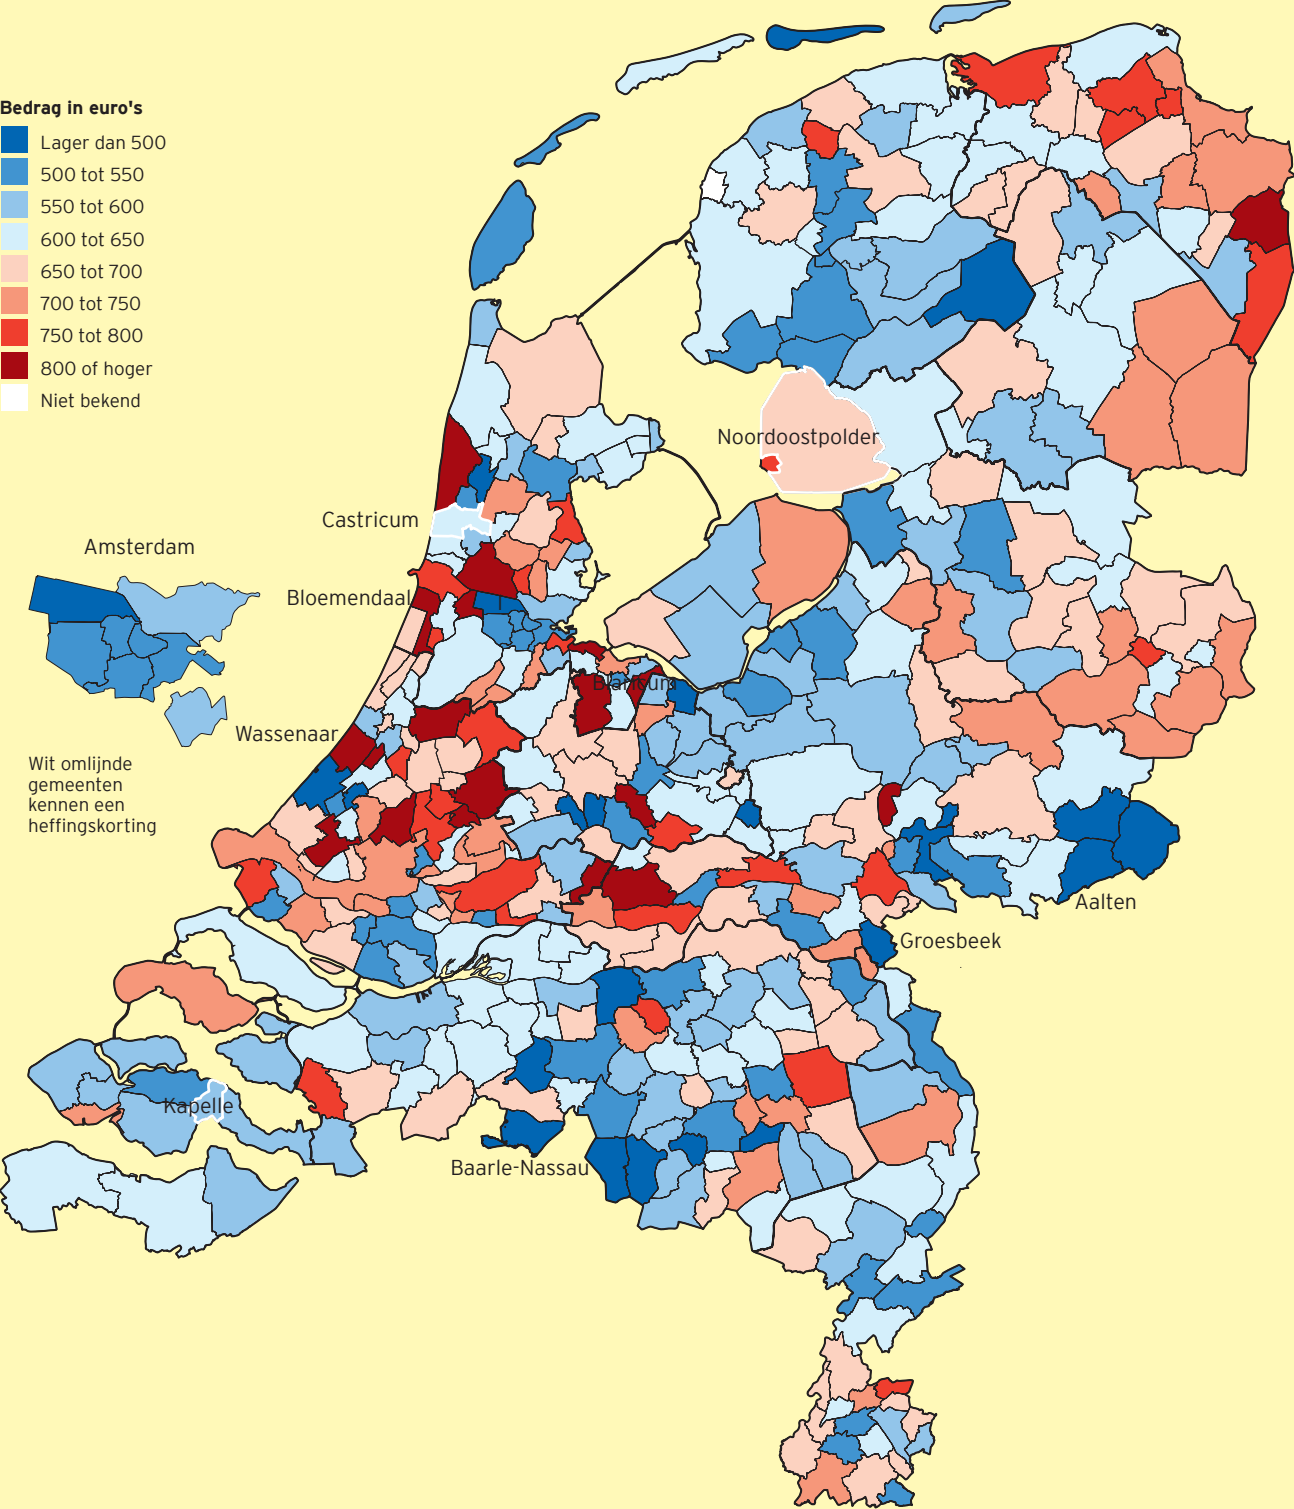 Bedrag in euro's
Lager dan 500
500 tot 550
550 tot 600
600 tot 650
650 tot 700
700 tot 750
750 tot 800
800 of hoger
Niet bekend
Noordoostpolder
Castricum
Amsterdam
Bloemendaal
Blaricum
Wassenaar
Wit omlijnde
gemeenten
kennen een
heffingskorting
Aalten
Groesbeek
Kapelle
Baarle-Nassau